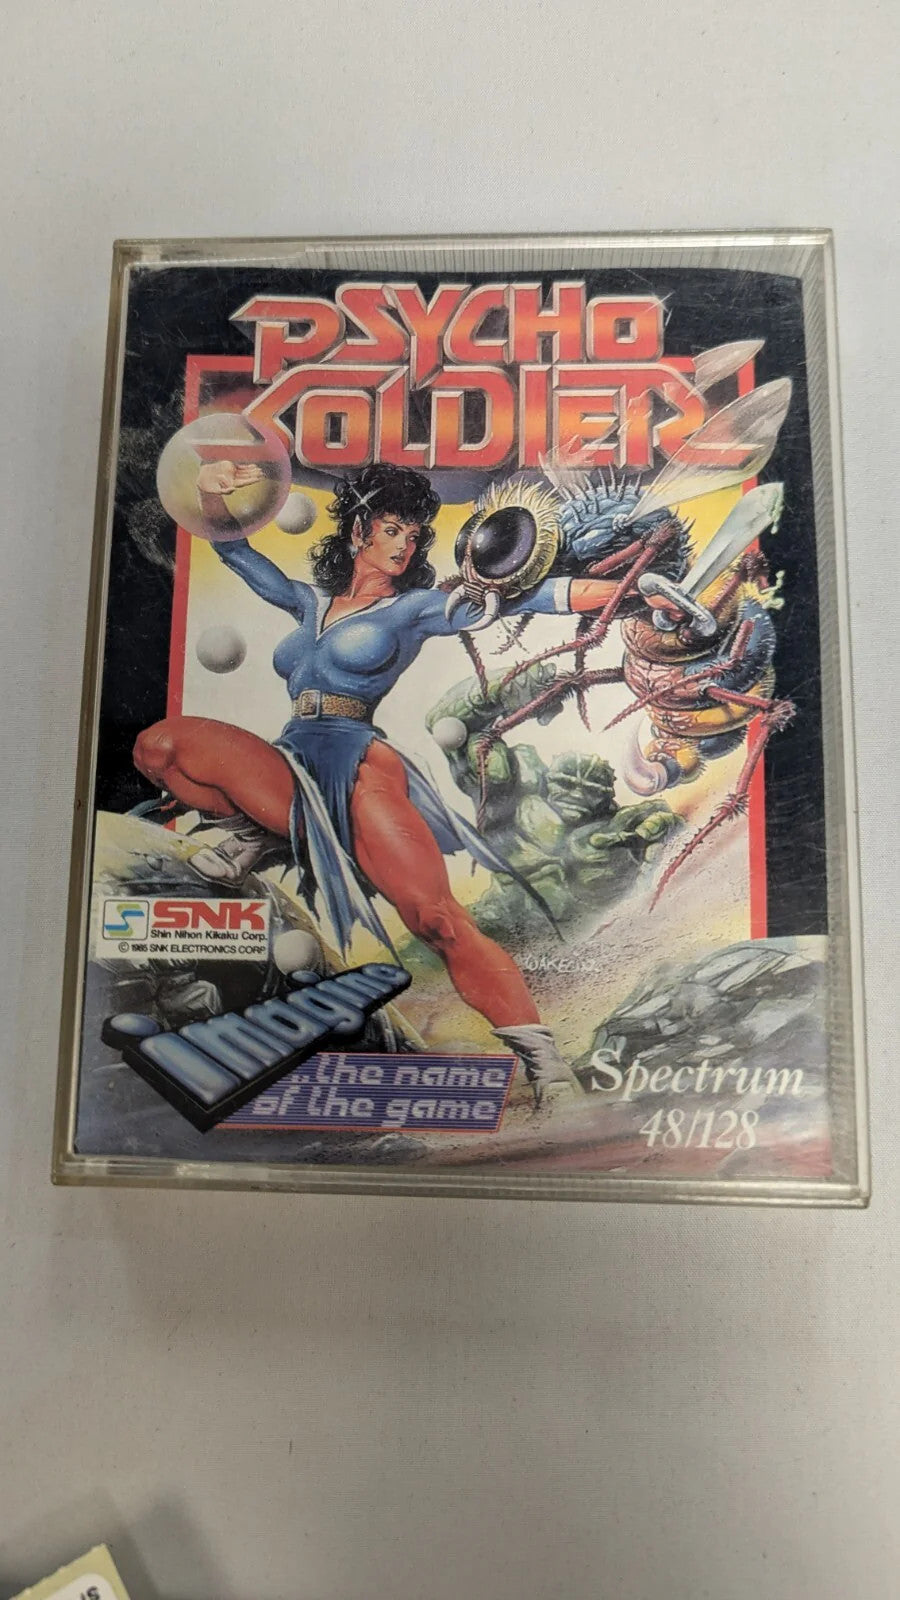 PSYCHO
SOLDIER
SNK
Shin Nihon Kikaku Corp.
© 1985 SNK ELECTRONICS CORP
WAKELIN
imagine
...the name
of the game
Spectrum
48/128